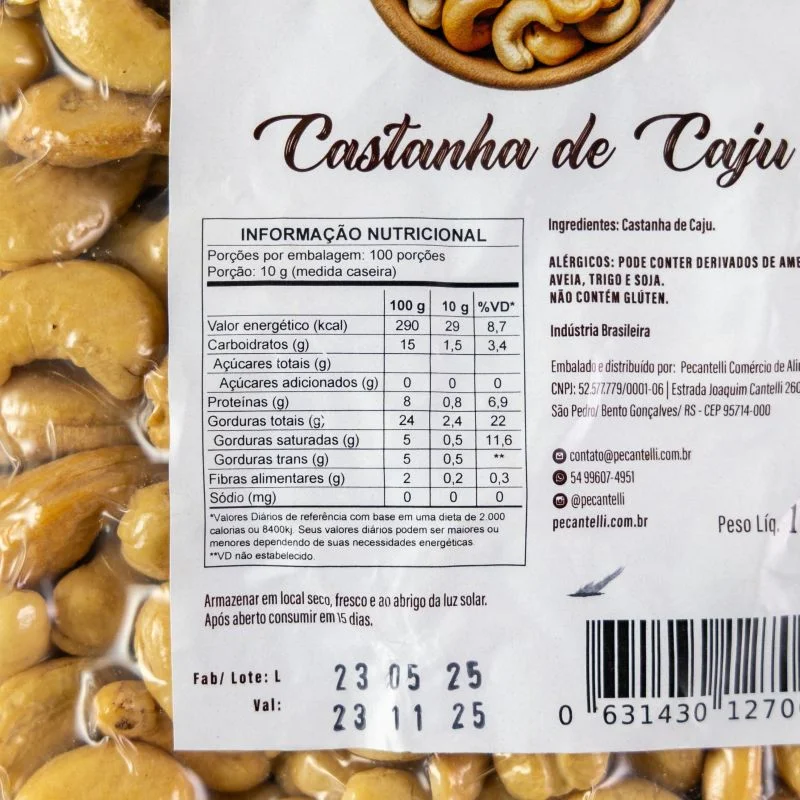 Castanha de Caju
INFORMAÇÃO NUTRICIONAL
Porções por embalagem: 100 porções
Porção: 10 g (medida caseira)
100 g 10 g %VD*
Valor energético (kcal) 290 29 8,7
Carboidratos (g) 15 1,5 3,4
Açúcares totais (g)
Açúcares adicionados (g) 0 0 0
Proteínas (g) 8 0,8 6,9
Gorduras totais (g) 24 2,4 22
Gorduras saturadas (g) 5 0,5 11,6
Gorduras trans (g) 5 0,5 **
Fibras alimentares (g) 2 0,2 0,3
Sódio (mg) 0 0 0
*Valores Diários de referência com base em uma dieta de 2.000
calorias ou 8400kj. Seus valores diários podem ser maiores ou
menores dependendo de suas necessidades energéticas.
**VD não estabelecido.
Armazenar em local seco, fresco e ao abrigo da luz solar.
Após aberto consumir em 15 dias.
Fab/ Lote: L 23 05 25
Val: 23 11 25
Ingredientes: Castanha de Caju.
ALÉRGICOS: PODE CONTER DERIVADOS DE AME
AVEIA, TRIGO E SOJA.
NÃO CONTÉM GLÚTEN.
Indústria Brasileira
Embalado e distribuído por: Pecantelli Comércio de Ali
CNPJ: 52.577.779/0001-06 | Estrada Joaquim Cantelli 260
São Pedro/ Bento Gonçalves/ RS - CEP 95714-000
contato@pecantelli.com.br
54 99607-4951
@pecantelli
pecantelli.com.br
Peso Líq. 1
0 631430 1270